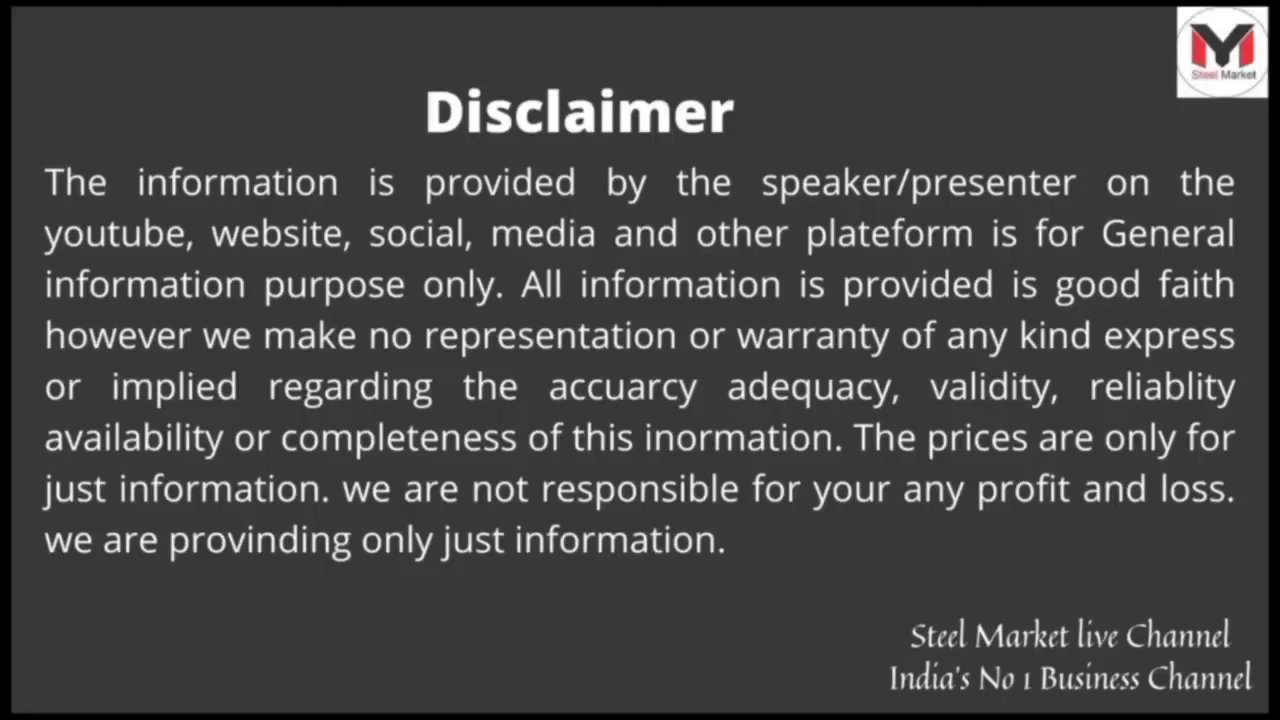 Steel Market
Disclaimer
The information is provided by the speaker/presenter on the
youtube, website, social, media and other plateform is for General
information purpose only. All information is provided is good faith
however we make no representation or warranty of any kind express
or implied regarding the accuarcy adequacy, validity, reliablity
availability or completeness of this inormation. The prices are only for
just information. we are not responsible for your any profit and loss.
we are provinding only just information.
Steel Market live Channel
India's No 1 Business Channel